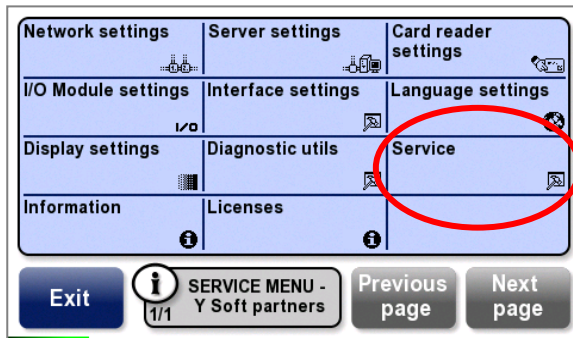 Network settings
Server settings
Card reader
settings
I/O Module settings
I/O
Interface settings
Language settings
Display settings
Diagnostic utils
Service
Information
Licenses
Exit
i
1/1
SERVICE MENU -
Y Soft partners
Previous
page
Next
page